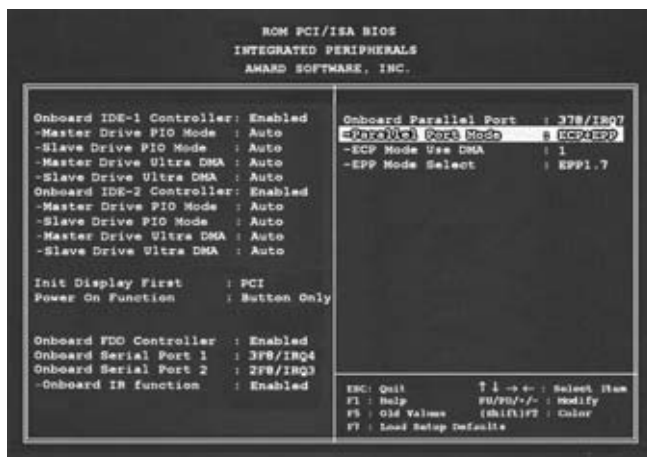 ROM PCI/ISA BIOS
INTEGRATED PERIPHERALS
AWARD SOFTWARE, INC.
Onboard IDE-1 Controller: Enabled
-Master Drive PIO Mode : Auto
-Slave Drive PIO Mode : Auto
-Master Drive Ultra DMA : Auto
-Slave Drive Ultra DMA : Auto
Onboard IDE-2 Controller: Enabled
-Master Drive PIO Mode : Auto
-Slave Drive PIO Mode : Auto
-Master Drive Ultra DMA : Auto
-Slave Drive Ultra DMA : Auto
Init Display First : PCI
Power On Function : Button Only
Onboard FDD Controller : Enabled
Onboard Serial Port 1 : 3F8/IRQ4
Onboard Serial Port 2 : 2F8/IRQ3
-Onboard IR function : Enabled
Onboard Parallel Port : 378/IRQ7
-Parallel Port Mode : ECP+EPP
-ECP Mode Use DMA : 1
-EPP Mode Select : EPP1.7
ESC: Quit ↑ ↓ → ← : Select Item
F1 : Help PU/PD/+/- : Modify
F5 : Old Values (Shift)F2 : Color
F7 : Load Setup Defaults